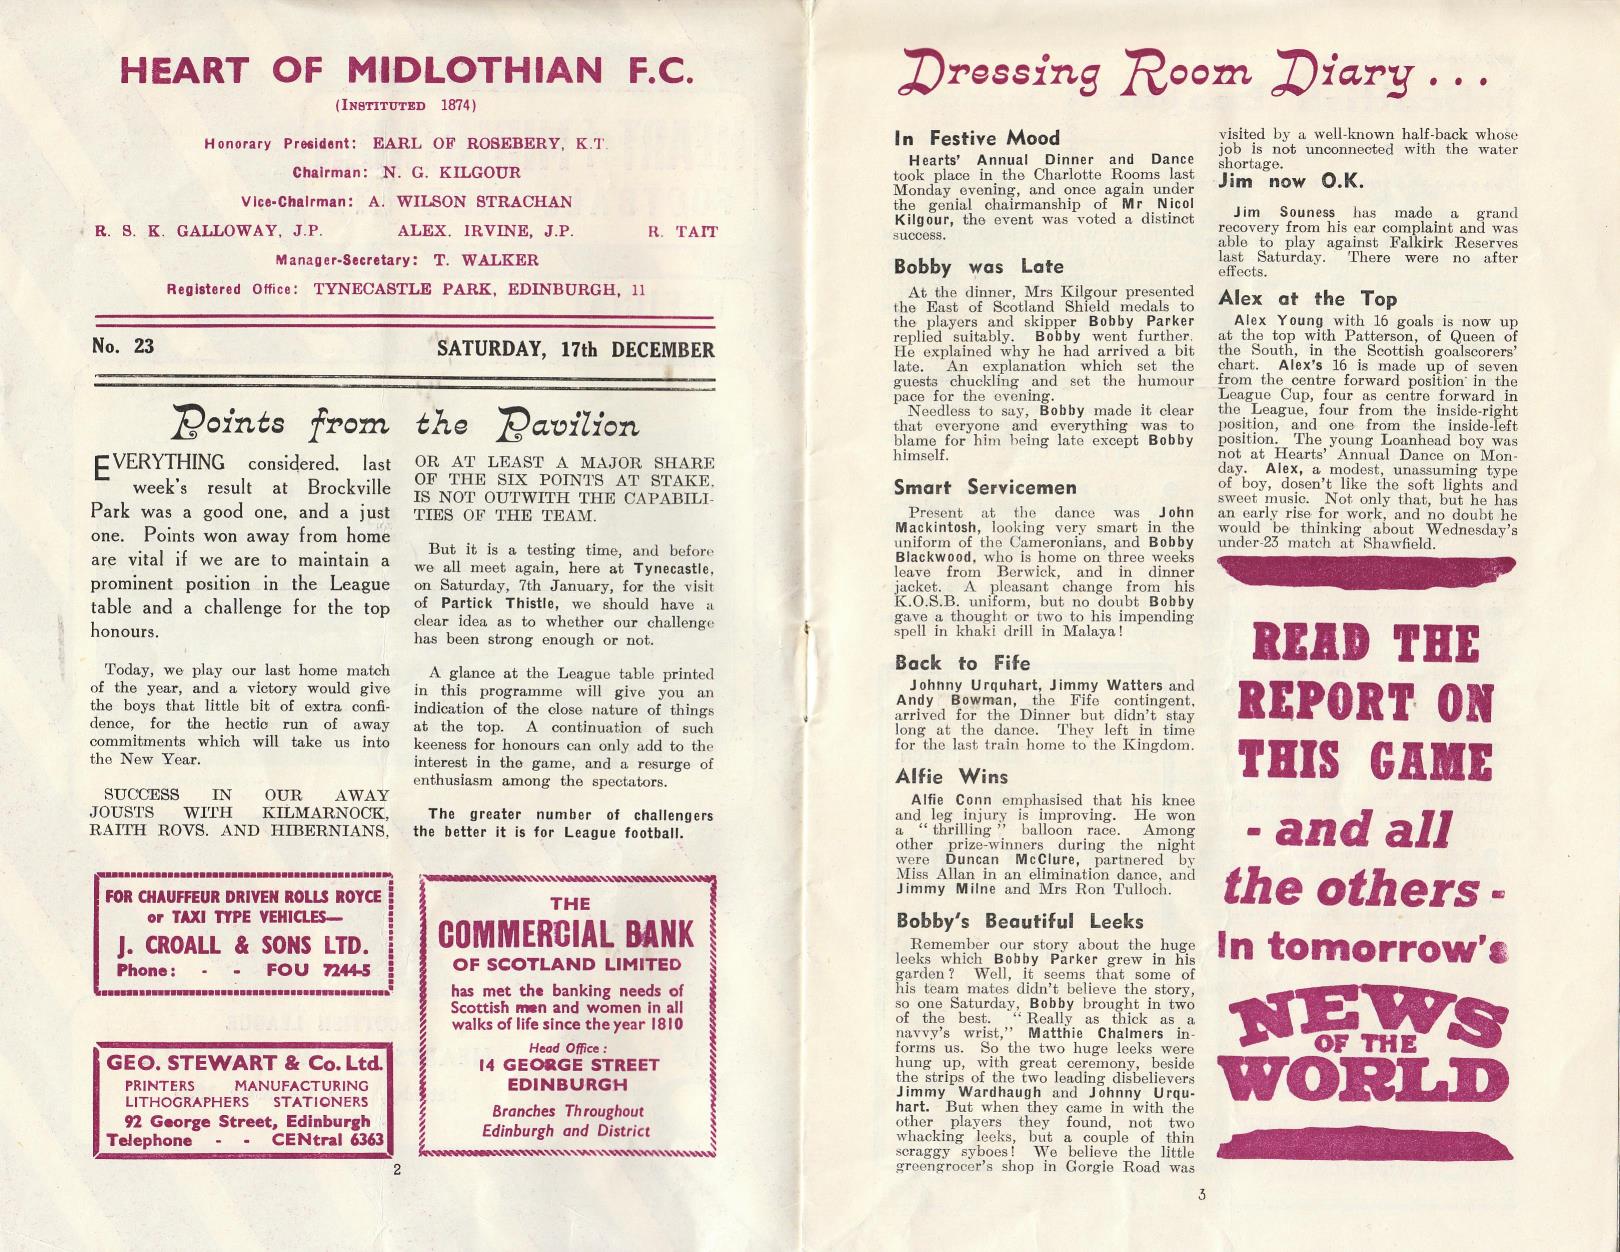 HEART OF MIDLOTHIAN F.C.
(INSTITUTED 1874)
Honorary President: EARL OF ROSEBERY, K.T.
Chairman: N. G. KILGOUR
Vice-Chairman: A. WILSON STRACHAN
R. S. K. GALLOWAY, J.P. ALEX. IRVINE, J.P. R. TAIT
Manager-Secretary: T. WALKER
Registered Office: TYNECASTLE PARK, EDINBURGH, 11
No. 23 SATURDAY, 17th DECEMBER
Points from the Pavilion
EVERYTHING considered, last
week's result at Brockville
Park was a good one, and a just
one. Points won away from home
are vital if we are to maintain a
prominent position in the League
table and a challenge for the top
honours.
Today, we play our last home match
of the year, and a victory would give
the boys that little bit of extra confi-
dence, for the hectic run of away
commitments which will take us into
the New Year.
SUCCESS IN OUR AWAY
JOUSTS WITH KILMARNOCK,
RAITH ROVS. AND HIBERNIANS,
OR AT LEAST A MAJOR SHARE
OF THE SIX POINTS AT STAKE,
IS NOT OUTWITH THE CAPABILI-
TIES OF THE TEAM.
But it is a testing time, and before
we all meet again, here at Tynecastle,
on Saturday, 7th January, for the visit
of Partick Thistle, we should have a
clear idea as to whether our challenge
has been strong enough or not.
A glance at the League table printed
in this programme will give you an
indication of the close nature of things
at the top. A continuation of such
keeness for honours can only add to the
interest in the game, and a resurge of
enthusiasm among the spectators.
The greater number of challengers
the better it is for League football.
FOR CHAUFFEUR DRIVEN ROLLS ROYCE
or TAXI TYPE VEHICLES—
J. CROALL & SONS LTD.
Phone: - - FOU 7244-5
GEO. STEWART & Co. Ltd.
PRINTERS MANUFACTURING
LITHOGRAPHERS STATIONERS
92 George Street, Edinburgh
Telephone - - CENtral 6363
THE
COMMERCIAL BANK
OF SCOTLAND LIMITED
has met the banking needs of
Scottish men and women in all
walks of life since the year 1810
Head Office:
14 GEORGE STREET
EDINBURGH
Branches Throughout
Edinburgh and District
2
Dressing Room Diary...
In Festive Mood
Hearts' Annual Dinner and Dance
took place in the Charlotte Rooms last
Monday evening, and once again under
the genial chairmanship of Mr Nicol
Kilgour, the event was voted a distinct
success.
Bobby was Late
At the dinner, Mrs Kilgour presented
the East of Scotland Shield medals to
the players and skipper Bobby Parker
replied suitably. Bobby went further.
He explained why he had arrived a bit
late. An explanation which set the
guests chuckling and set the humour
pace for the evening.
Needless to say, Bobby made it clear
that everyone and everything was to
blame for him being late except Bobby
himself.
Smart Servicemen
Present at the dance was John
Mackintosh, looking very smart in the
uniform of the Cameronians, and Bobby
Blackwood, who is home on three weeks
leave from Berwick, and in dinner
jacket. A pleasant change from his
K.O.S.B. uniform, but no doubt Bobby
gave a thought or two to his impending
spell in khaki drill in Malaya!
Back to Fife
Johnny Urquhart, Jimmy Watters and
Andy Bowman, the Fife contingent,
arrived for the Dinner but didn't stay
long at the dance. They left in time
for the last train home to the Kingdom.
Alfie Wins
Alfie Conn emphasised that his knee
and leg injury is improving. He won
a "thrilling" balloon race. Among
other prize-winners during the night
were Duncan McClure, partnered by
Miss Allan in an elimination dance, and
Jimmy Milne and Mrs Ron Tulloch.
Bobby's Beautiful Leeks
Remember our story about the huge
leeks which Bobby Parker grew in his
garden? Well, it seems that some of
his team mates didn't believe the story,
so one Saturday, Bobby brought in two
of the best. "Really as thick as a
navvy's wrist," Matthie Chalmers in-
forms us. So the two huge leeks were
hung up, with great ceremony, beside
the strips of the two leading disbelievers
Jimmy Wardhaugh and Johnny Urqu-
hart. But when they came in with the
other players they found, not two
whacking leeks, but a couple of thin
scraggy syboes! We believe the little
greengrocer's shop in Gorgie Road was
visited by a well-known half-back whose
job is not unconnected with the water
shortage.
Jim now O.K.
Jim Souness has made a grand
recovery from his ear complaint and was
able to play against Falkirk Reserves
last Saturday. There were no after
effects.
Alex at the Top
Alex Young with 16 goals is now up
at the top with Patterson, of Queen of
the South, in the Scottish goalscorers'
chart. Alex's 16 is made up of seven
from the centre forward position in the
League Cup, four as centre forward in
the League, four from the inside-right
position, and one from the inside-left
position. The young Loanhead boy was
not at Hearts' Annual Dance on Mon-
day. Alex, a modest, unassuming type
of boy, dosen't like the soft lights and
sweet music. Not only that, but he has
an early rise for work, and no doubt he
would be thinking about Wednesday's
under-23 match at Shawfield.
READ THE
REPORT ON
THIS GAME
- and all
the others -
In tomorrow's
NEWS
OF THE
WORLD
3